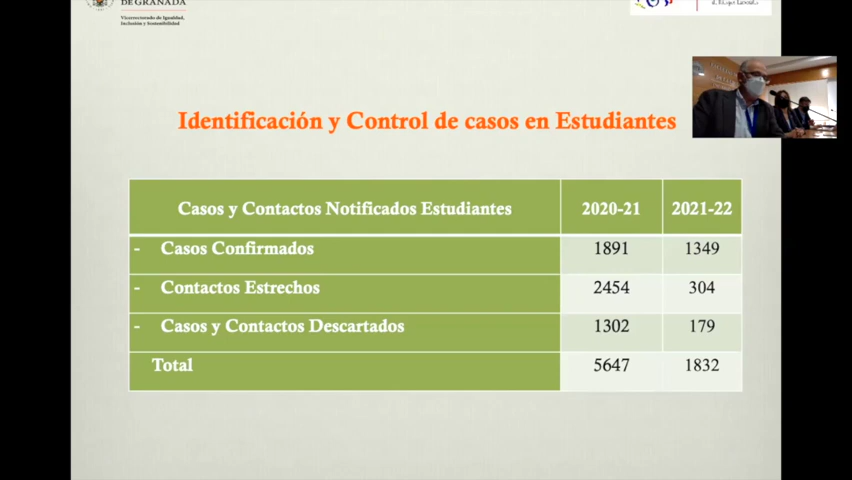 DE GRANADA
Vicerrectorado de Igualdad,
Inclusión y Sostenibilidad
Identificación y Control de casos en Estudiantes
Casos y Contactos Notificados Estudiantes 2020-21 2021-22
- Casos Confirmados 1891 1349
- Contactos Estrechos 2454 304
- Casos y Contactos Descartados 1302 179
Total 5647 1832